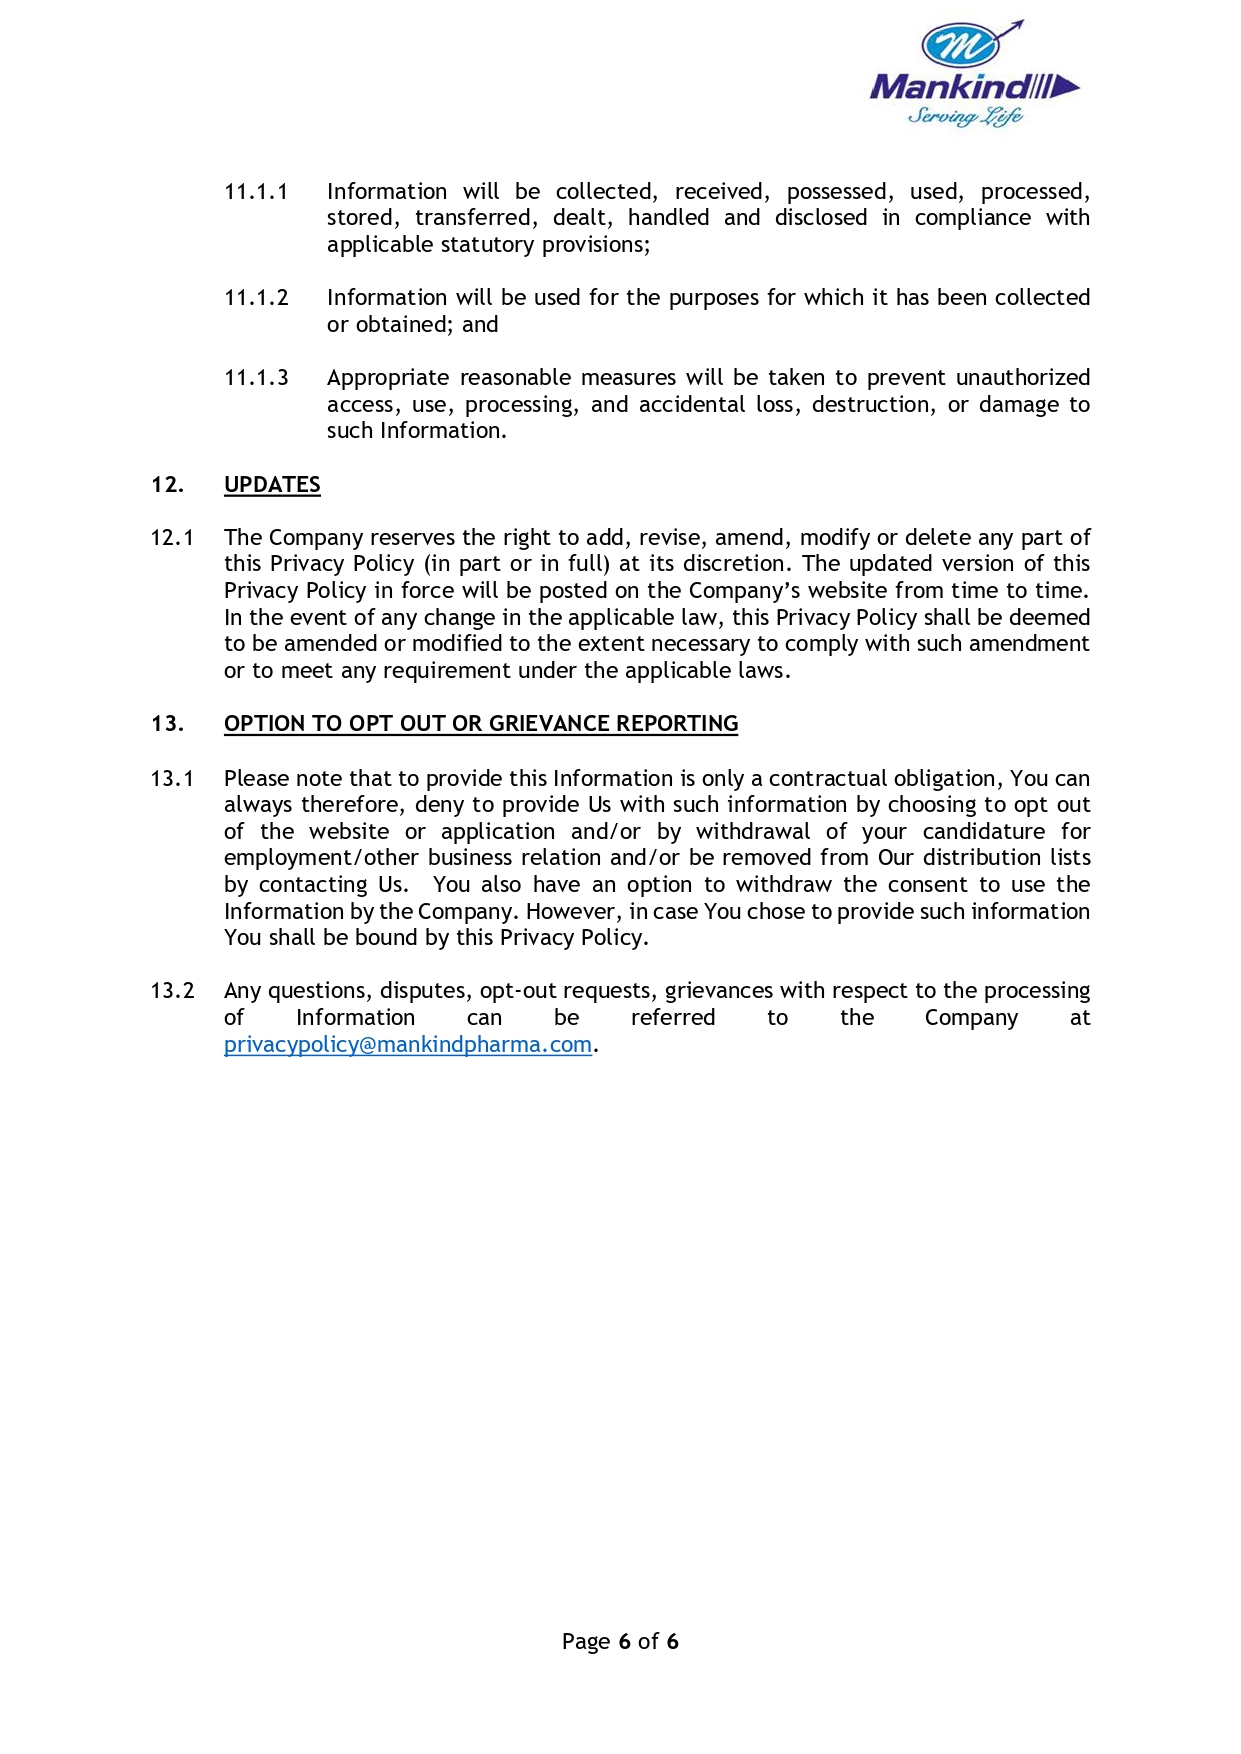 m
Mankind
Serving Life
11.1.1 Information will be collected, received, possessed, used, processed,
stored, transferred, dealt, handled and disclosed in compliance with
applicable statutory provisions;
11.1.2 Information will be used for the purposes for which it has been collected
or obtained; and
11.1.3 Appropriate reasonable measures will be taken to prevent unauthorized
access, use, processing, and accidental loss, destruction, or damage to
such Information.
12. UPDATES
12.1 The Company reserves the right to add, revise, amend, modify or delete any part of
this Privacy Policy (in part or in full) at its discretion. The updated version of this
Privacy Policy in force will be posted on the Company’s website from time to time.
In the event of any change in the applicable law, this Privacy Policy shall be deemed
to be amended or modified to the extent necessary to comply with such amendment
or to meet any requirement under the applicable laws.
13. OPTION TO OPT OUT OR GRIEVANCE REPORTING
13.1 Please note that to provide this Information is only a contractual obligation, You can
always therefore, deny to provide Us with such information by choosing to opt out
of the website or application and/or by withdrawal of your candidature for
employment/other business relation and/or be removed from Our distribution lists
by contacting Us. You also have an option to withdraw the consent to use the
Information by the Company. However, in case You chose to provide such information
You shall be bound by this Privacy Policy.
13.2 Any questions, disputes, opt-out requests, grievances with respect to the processing
of Information can be referred to the Company at
privacypolicy@mankindpharma.com.
Page 6 of 6